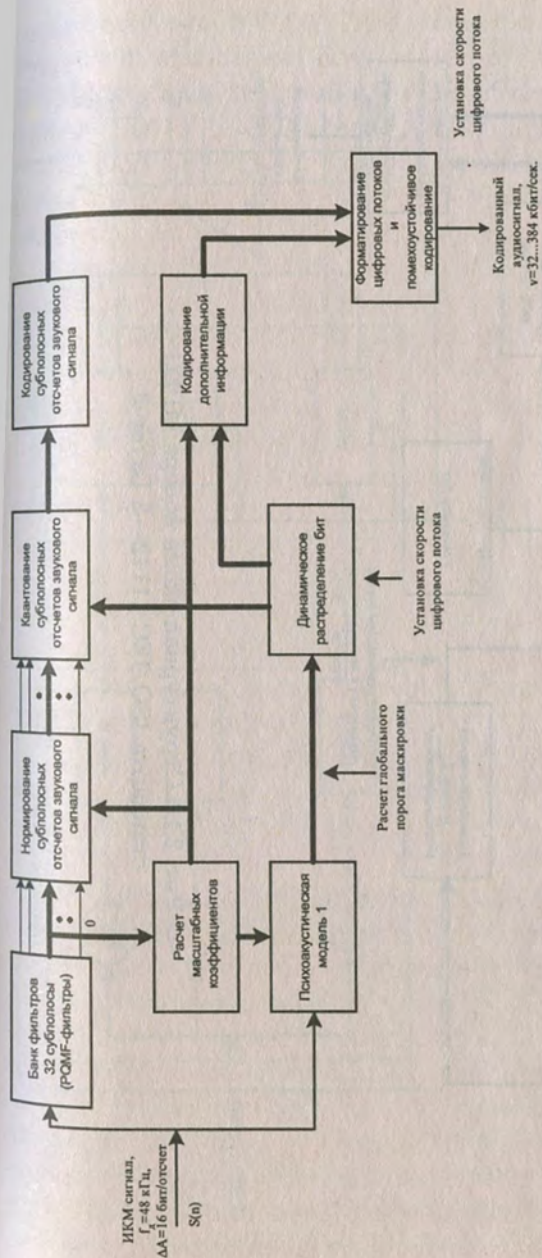 ИКМ сигнал,
fд=48 кГц,
ΔА=16 бит/отсчет
S(n)
Банк фильтров
32 субполосы
(PQMF-фильтры)
0
Нормирование
субполосных
отсчетов звукового
сигнала
Квантование
субполосных
отсчетов звукового
сигнала
Кодирование
субполосных
отсчетов звукового
сигнала
Расчет
масштабных
коэффициентов
Кодирование
дополнительной
информации
Психоакустическая
модель 1
Динамическое
распределение бит
Расчет глобального
порога маскировки
Установка скорости
цифрового потока
Форматирование
цифровых потоков
и
помехоустойчивое
кодирование
Кодированный
аудиосигнал,
v=32...384 кбит/сек.
Установка скорости
цифрового потока